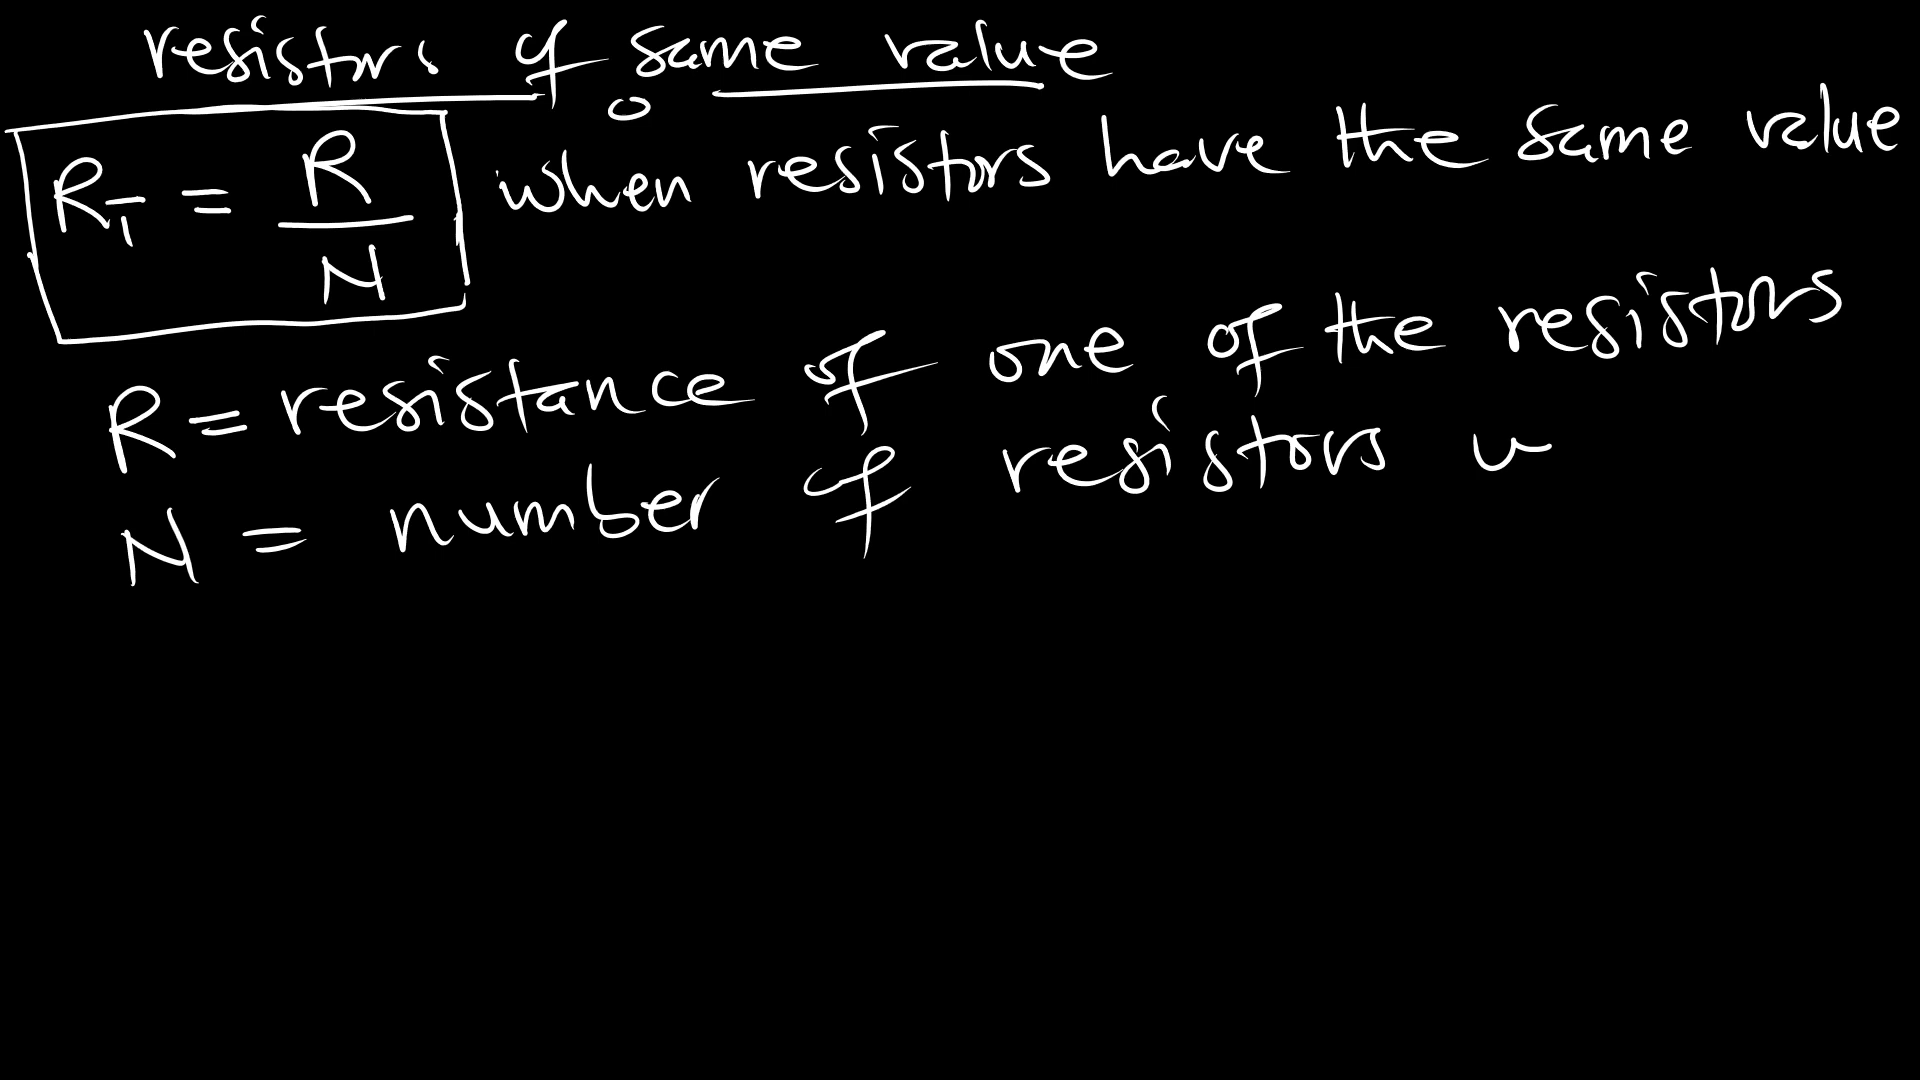 resistors of same value
R_T = R/N when resistors have the same value
R = resistance of one of the resistors
N = number of resistors